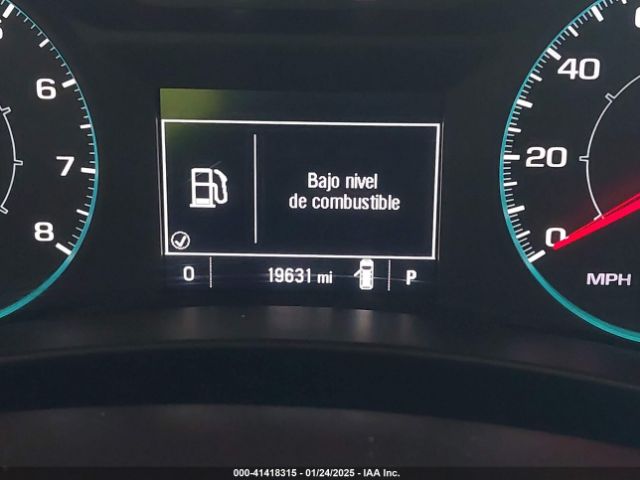 6
7
8
Bajo nivel
de combustible
0
19631 mi
P
40
20
0
MPH
000-41418315 - 01/24/2025 - IAA Inc.